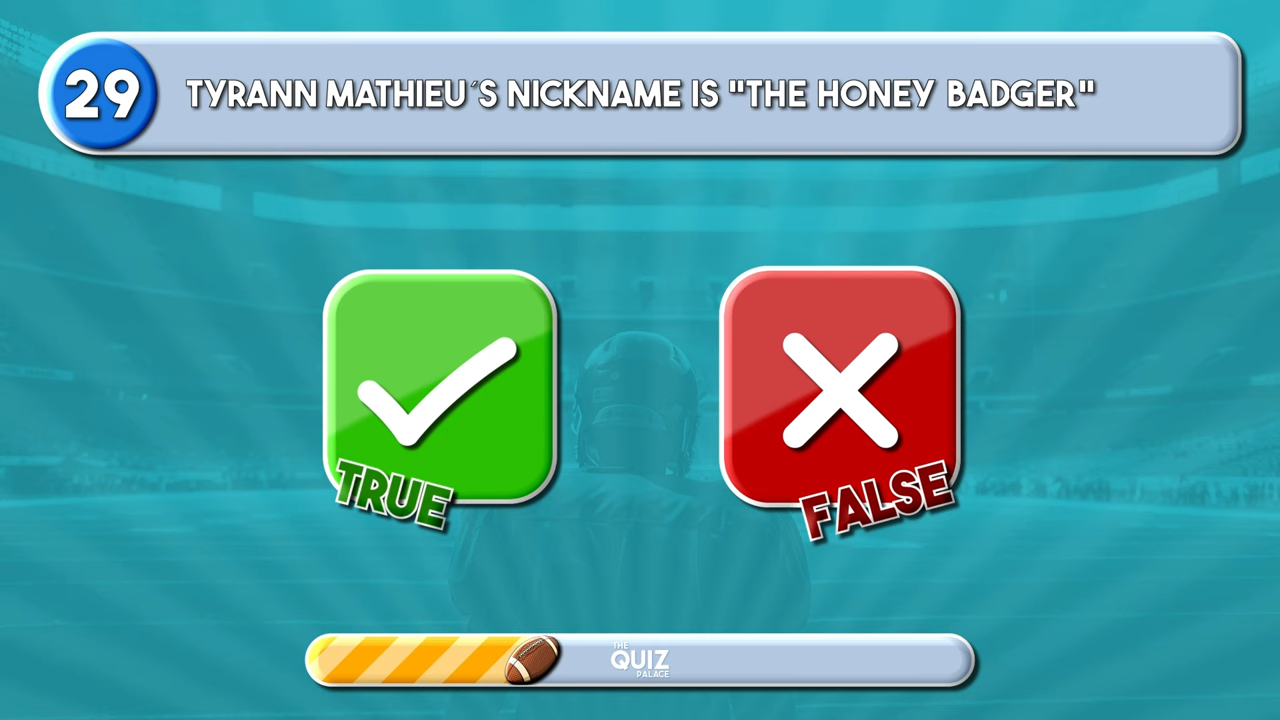 29
TYRANN MATHIEU´S NICKNAME IS "THE HONEY BADGER"
TRUE
FALSE
THE
QUIZ
PALACE